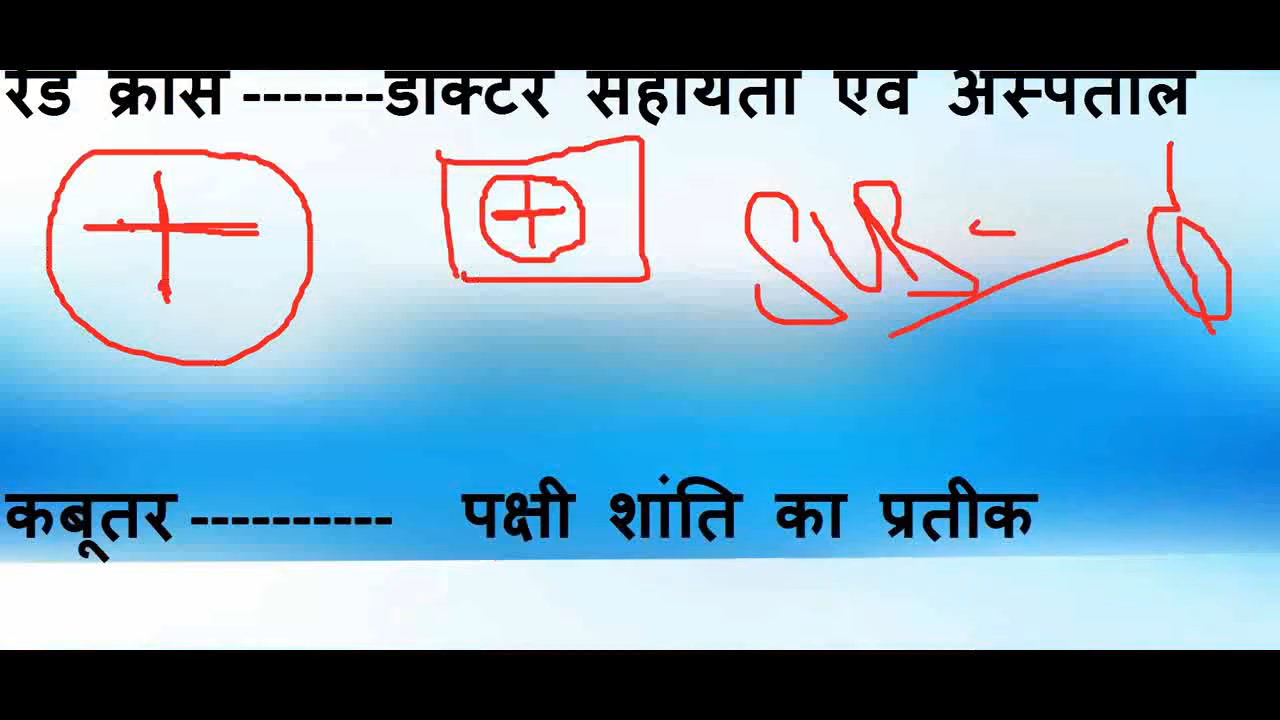 रेड क्रास -------डाक्टर सहायता एवं अस्पताल
कबूतर ---------- पक्षी शांति का प्रतीक